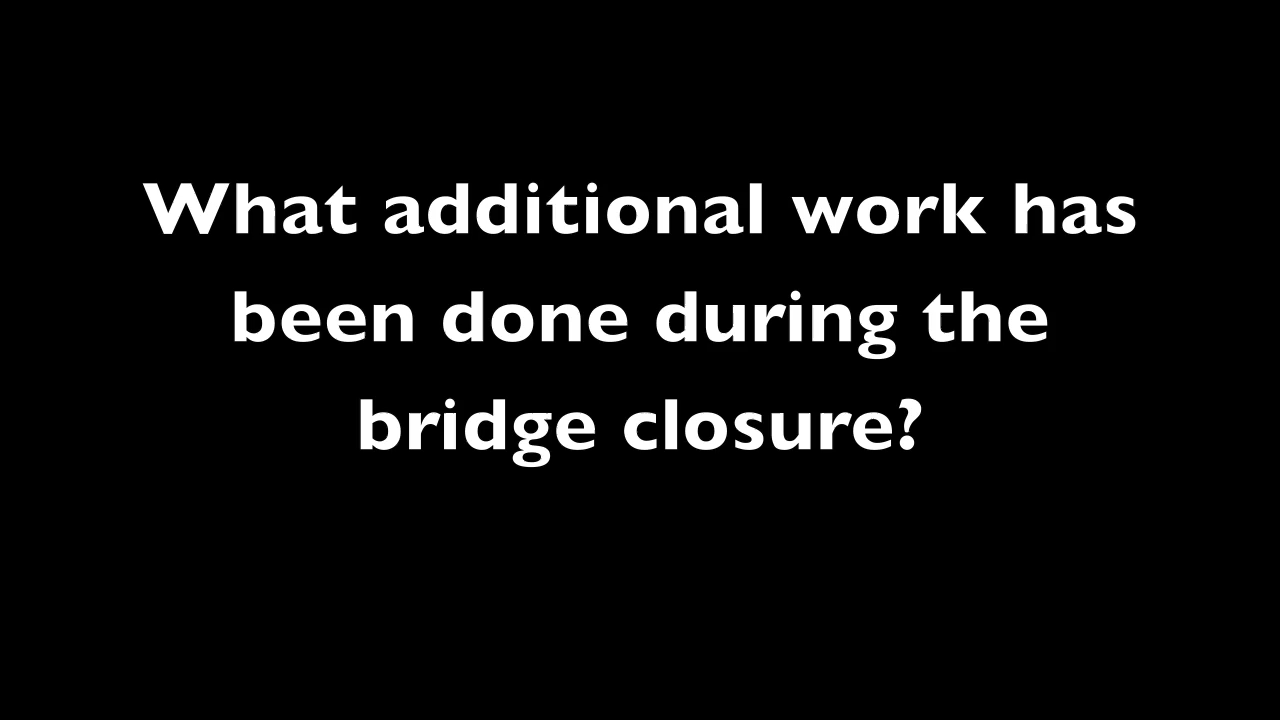 What additional work has
been done during the
bridge closure?